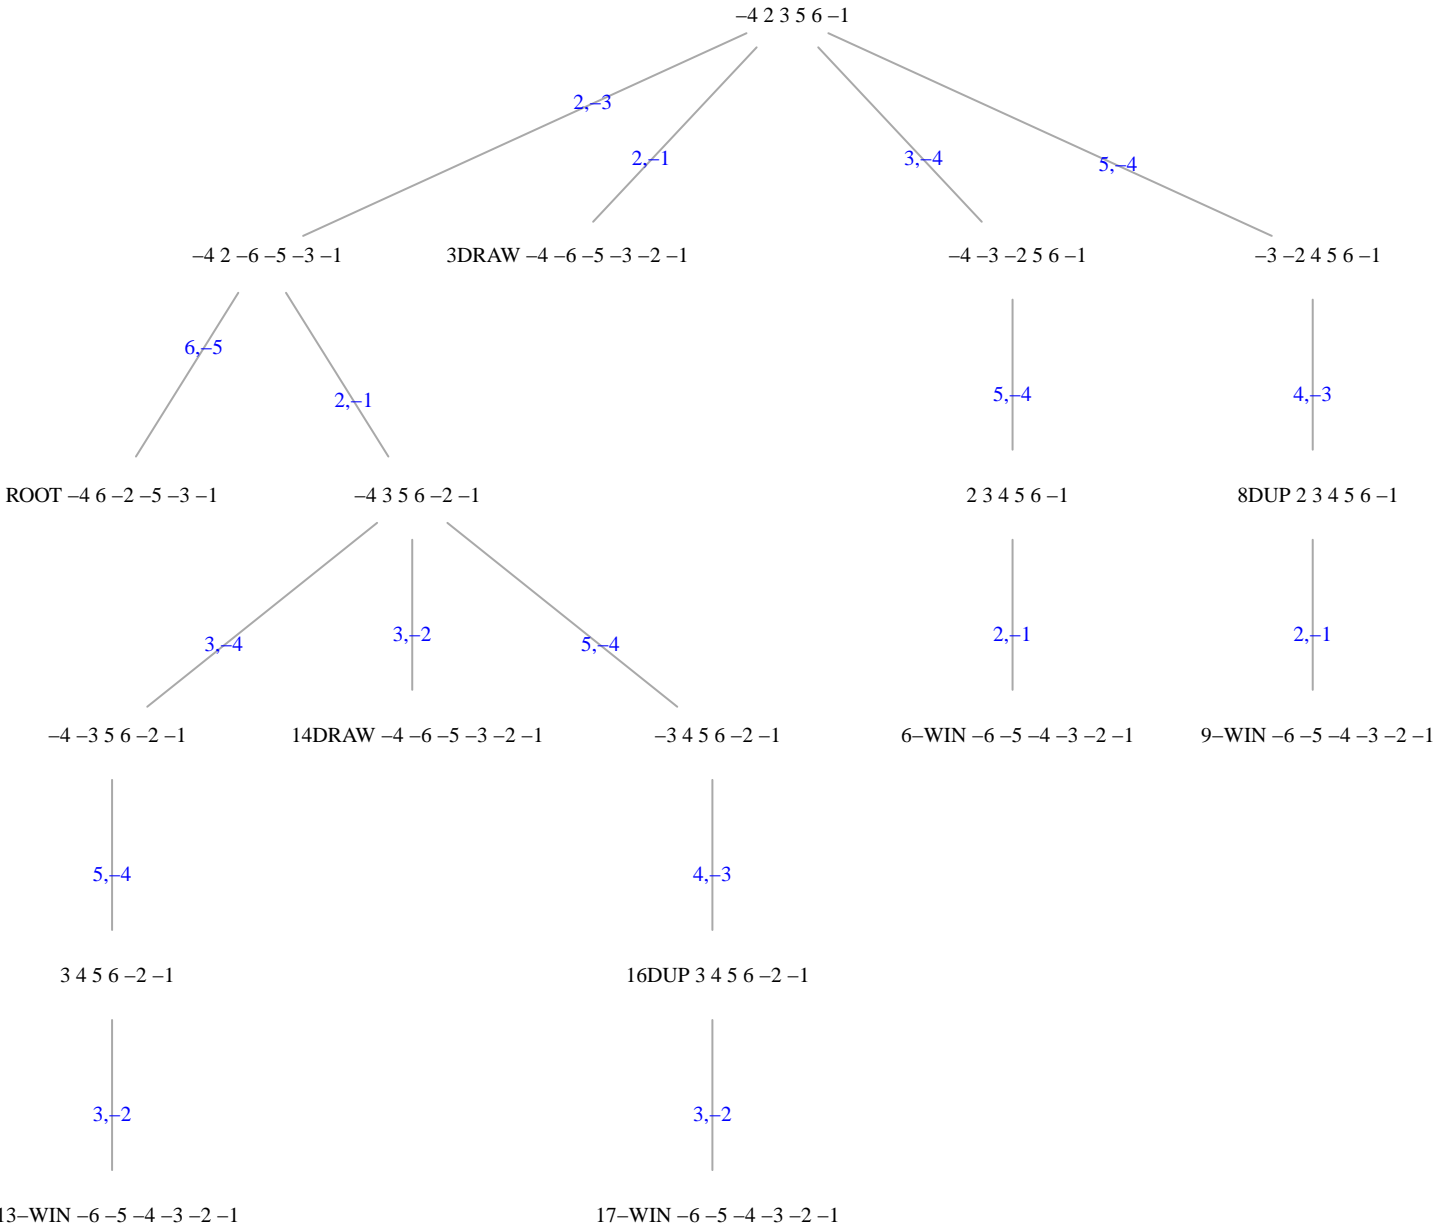 –4 2 3 5 6 –1
2,–3
2,–1
3,–4
5,–4
–4 2 –6 –5 –3 –1
3DRAW –4 –6 –5 –3 –2 –1
–4 –3 –2 5 6 –1
–3 –2 4 5 6 –1
6,–5
2,–1
5,–4
4,–3
ROOT –4 6 –2 –5 –3 –1
–4 3 5 6 –2 –1
2 3 4 5 6 –1
8DUP 2 3 4 5 6 –1
3,–4
3,–2
5,–4
2,–1
2,–1
–4 –3 5 6 –2 –1
14DRAW –4 –6 –5 –3 –2 –1
–3 4 5 6 –2 –1
6–WIN –6 –5 –4 –3 –2 –1
9–WIN –6 –5 –4 –3 –2 –1
5,–4
4,–3
3 4 5 6 –2 –1
16DUP 3 4 5 6 –2 –1
3,–2
3,–2
13–WIN –6 –5 –4 –3 –2 –1
17–WIN –6 –5 –4 –3 –2 –1